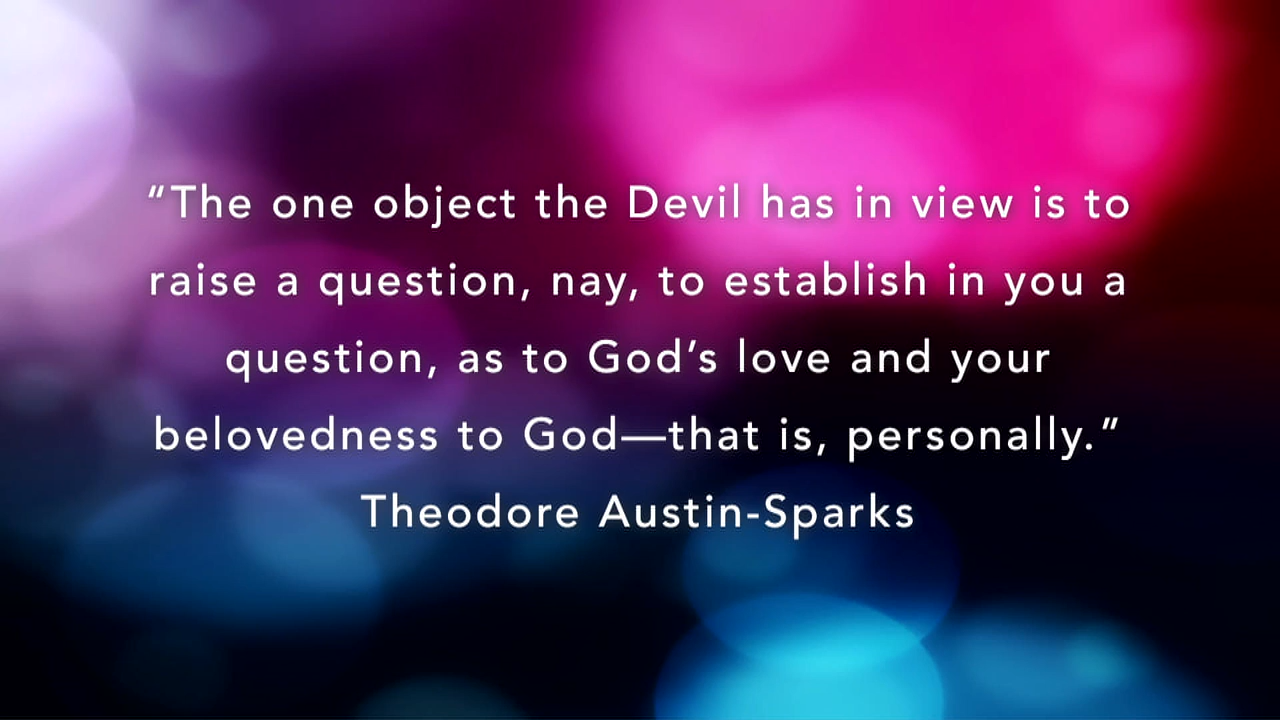 “The one object the Devil has in view is to
raise a question, nay, to establish in you a
question, as to God’s love and your
belovedness to God—that is, personally.”
Theodore Austin-Sparks